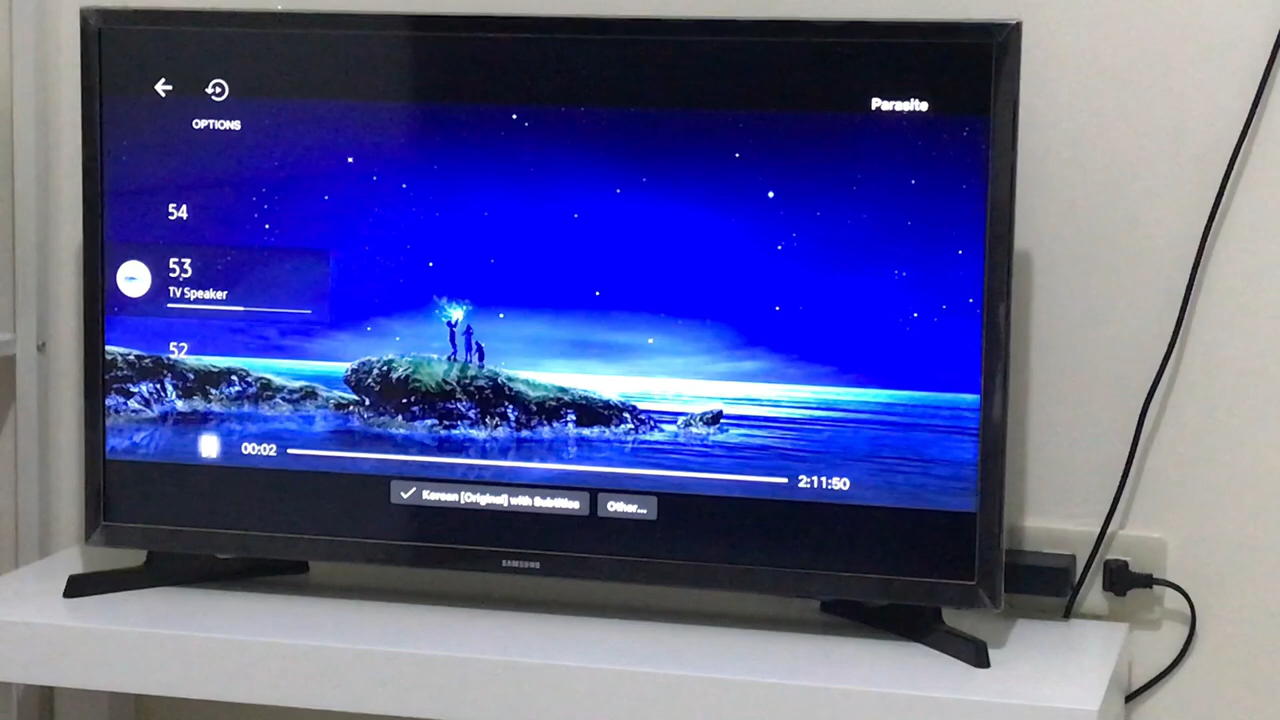 OPTIONS
Parasite
54
53
TV Speaker
52
00:02
2:11:50
Korean [Original] with Subtitles
Other...
SAMSUNG